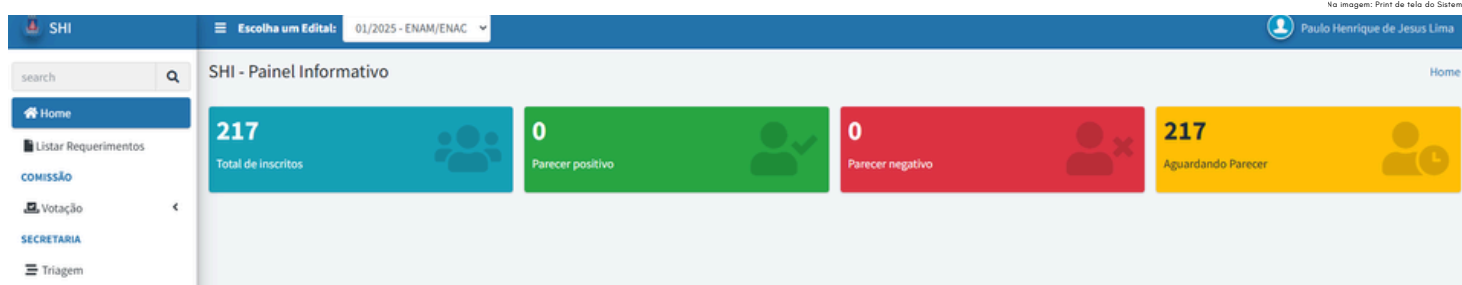 Na imagem: Print de tela do Sistem
SHI
Escolha um Edital: 01/2025 - ENAM/ENAC
Paulo Henrique de Jesus Lima
search
SHI - Painel Informativo
Home
Home
Listar Requerimentos
COMISSÃO
Votação
SECRETARIA
Triagem
217
Total de inscritos
0
Parecer positivo
0
Parecer negativo
217
Aguardando Parecer